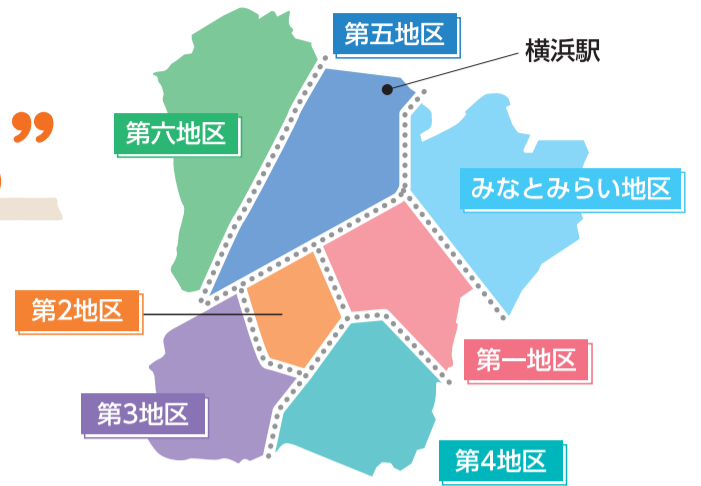 第五地区
横浜駅
”
第六地区
みなとみらい地区
第2地区
第一地区
第3地区
第4地区